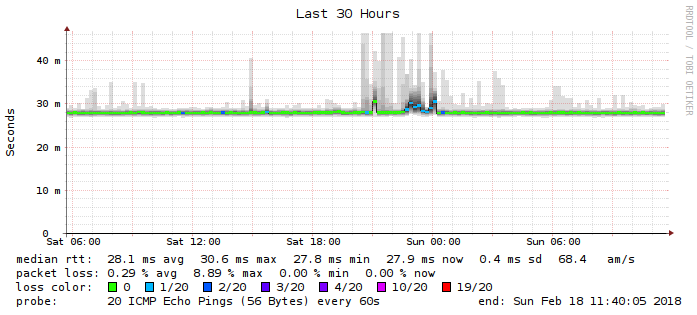 Last 30 Hours
RRDTOOL / TOBI OETIKER
Seconds
40 m
30 m
20 m
10 m
0
Sat 06:00 Sat 12:00 Sat 18:00 Sun 00:00 Sun 06:00
median rtt: 28.1 ms avg 30.6 ms max 27.8 ms min 27.9 ms now 0.4 ms sd 68.4 am/s
packet loss: 0.29 % avg 8.89 % max 0.00 % min 0.00 % now
loss color: 0 1/20 2/20 3/20 4/20 10/20 19/20
probe: 20 ICMP Echo Pings (56 Bytes) every 60s end: Sun Feb 18 11:40:05 2018